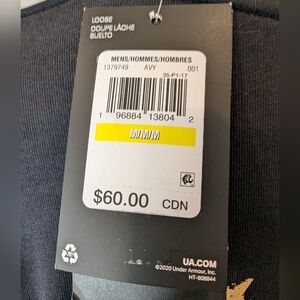 LOOSE
COUPE LÂCHE
SUELTO
MENS/HOMMES/HOMBRES
1379749 AVY 001
35-P1-17
1 96884 13804 2
M/M/M
$60.00 CDN
UA.COM
©2020 Under Armour, Inc.
HT-908844